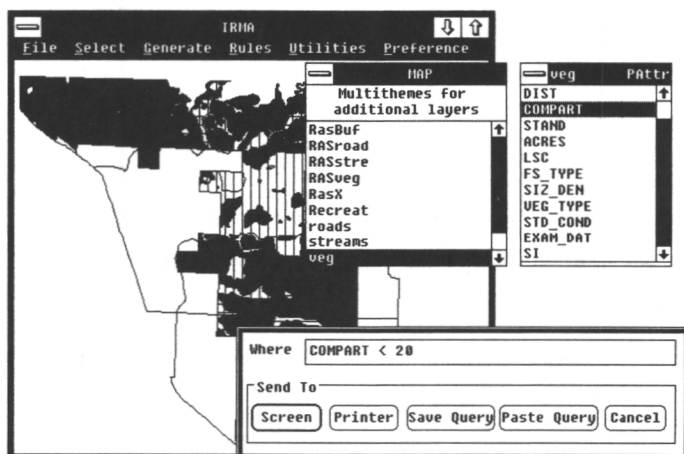 IRMA
File Select Generate Rules Utilities Preference
MAP
Multithemes for
additional layers
RasBuf
RASroad
RASstre
RASveg
RasX
Recreat
roads
streams
veg
veg PAttr
DIST
COMPART
STAND
ACRES
LSC
FS_TYPE
SIZ_DEN
VEG_TYPE
STD_COND
EXAM_DAT
SI
Where COMPART < 20
Send To
Screen Printer Save Query Paste Query Cancel